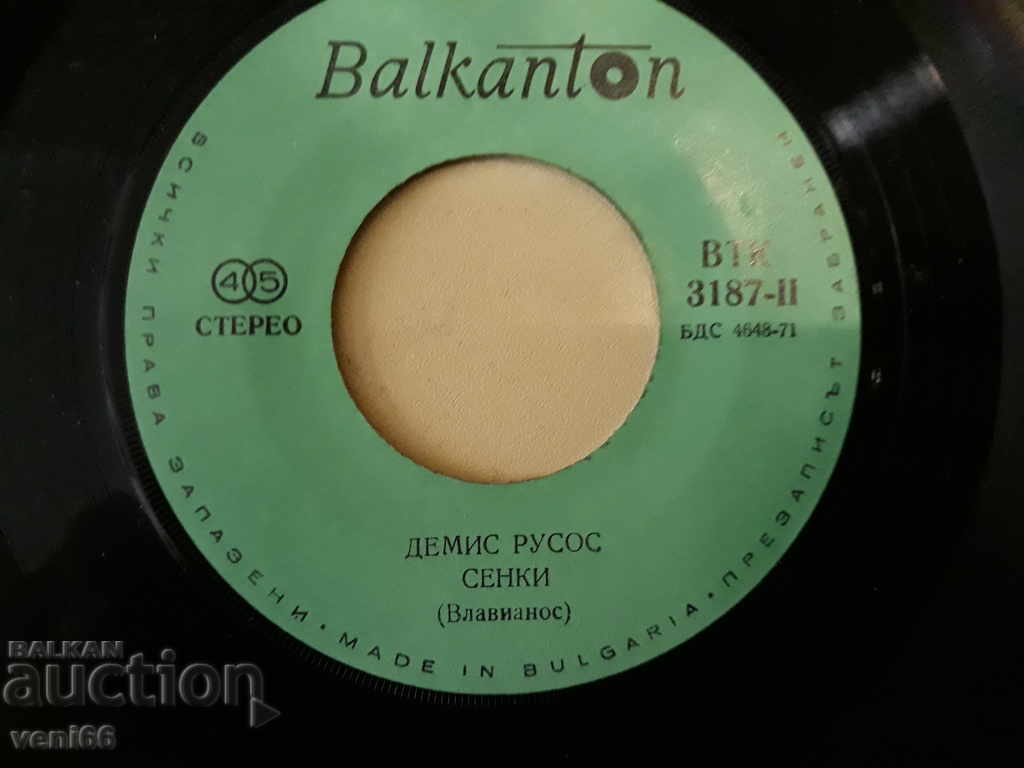 Balkanton
ВСИЧКИ ПРАВА ЗАПАЗЕНИ • MADE IN BULGARIA • ПРЕЗАПИСЪТ ЗАБРАНЕН
45
СТЕРЕО
ВТК
3187-II
БДС 4648-71
ДЕМИС РУСОС
СЕНКИ
(Влавианос)
BALKAN
auction
veni66